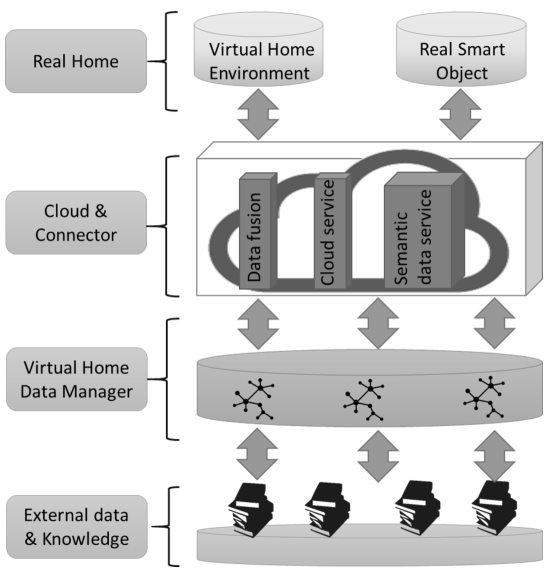 Real Home
Virtual Home
Environment
Real Smart
Object
Cloud &
Connector
Data fusion
Cloud service
Semantic
data service
Virtual Home
Data Manager
External data
& Knowledge